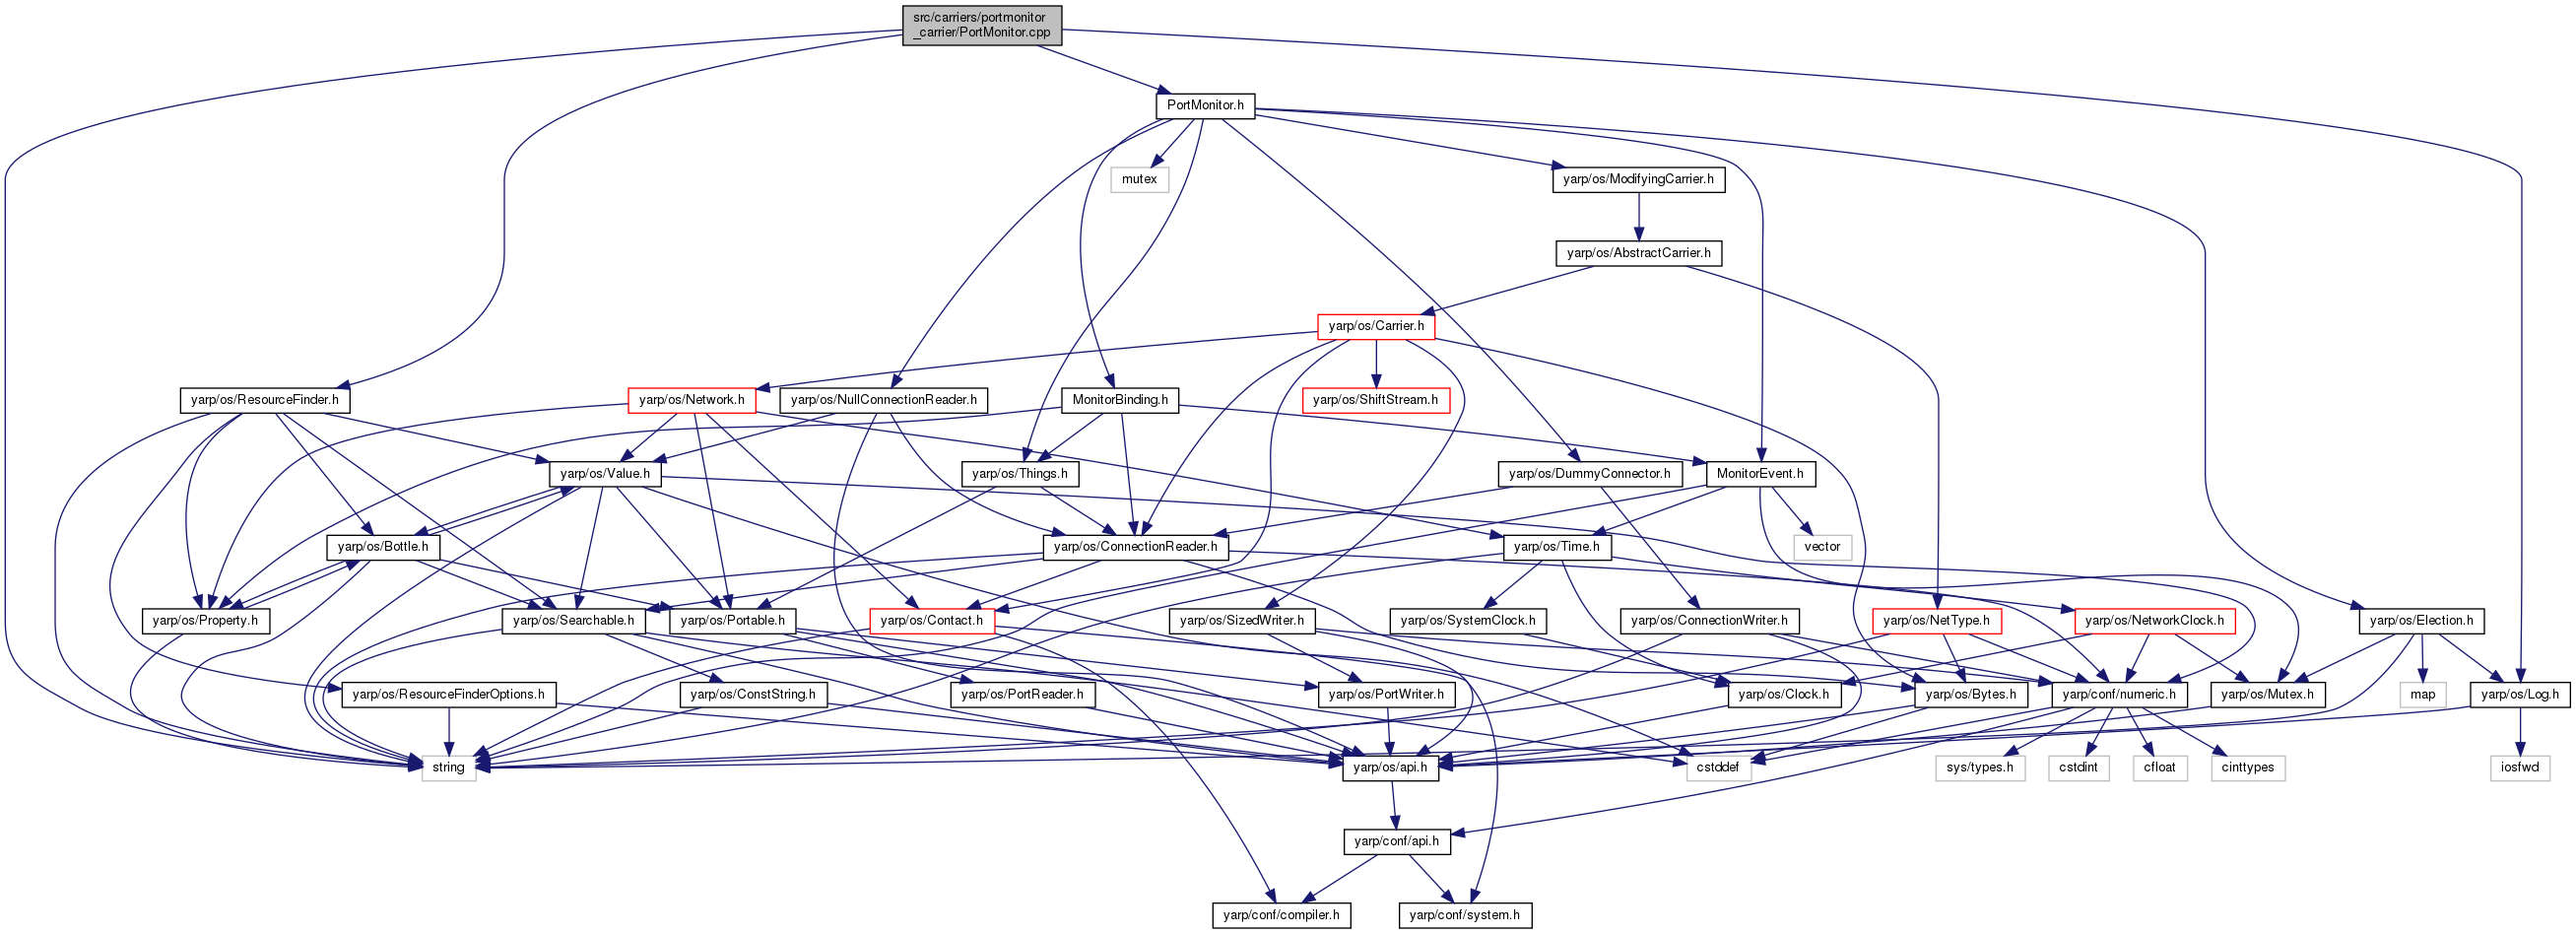 src/carriers/portmonitor
_carrier/PortMonitor.cpp
PortMonitor.h
mutex
yarp/os/ModifyingCarrier.h
yarp/os/AbstractCarrier.h
yarp/os/Carrier.h
yarp/os/ResourceFinder.h
yarp/os/Network.h
yarp/os/NullConnectionReader.h
MonitorBinding.h
yarp/os/ShiftStream.h
yarp/os/Value.h
yarp/os/Things.h
yarp/os/DummyConnector.h
MonitorEvent.h
yarp/os/Bottle.h
yarp/os/ConnectionReader.h
yarp/os/Time.h
vector
yarp/os/Property.h
yarp/os/Searchable.h
yarp/os/Portable.h
yarp/os/Contact.h
yarp/os/SizedWriter.h
yarp/os/SystemClock.h
yarp/os/ConnectionWriter.h
yarp/os/NetType.h
yarp/os/NetworkClock.h
yarp/os/Election.h
yarp/os/ResourceFinderOptions.h
yarp/os/ConstString.h
yarp/os/PortReader.h
yarp/os/PortWriter.h
yarp/os/Clock.h
yarp/os/Bytes.h
yarp/conf/numeric.h
yarp/os/Mutex.h
map
yarp/os/Log.h
string
yarp/os/api.h
cstddef
sys/types.h
cstdint
cfloat
cinttypes
iosfwd
yarp/conf/api.h
yarp/conf/compiler.h
yarp/conf/system.h